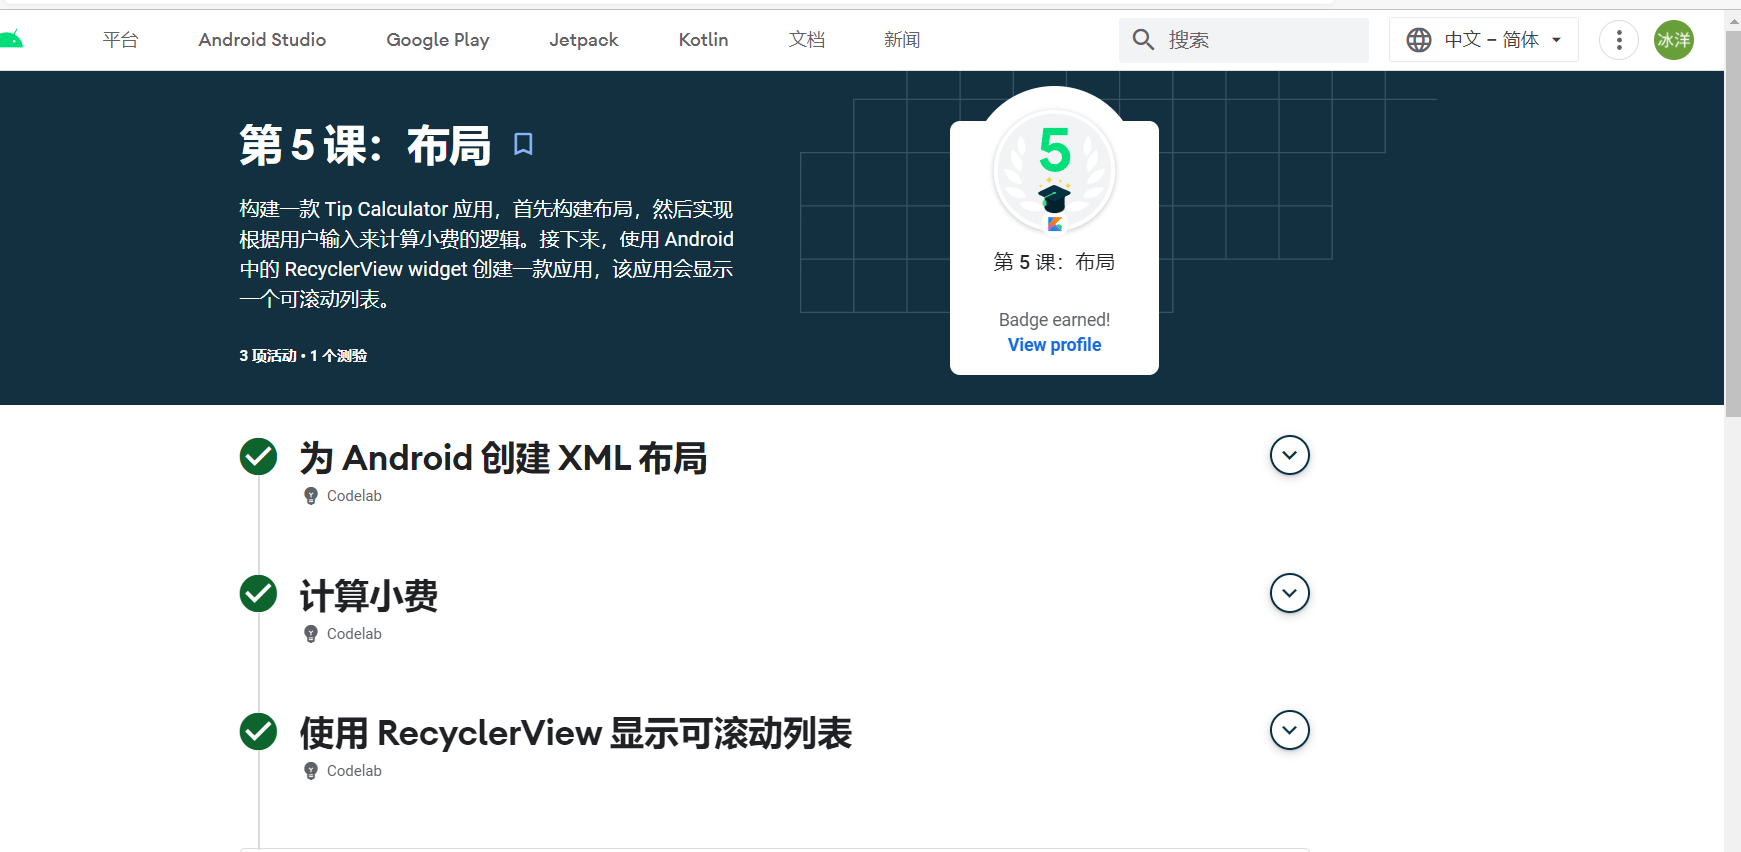 平台 Android Studio Google Play Jetpack Kotlin 文档 新闻 搜索 中文 – 简体 冰洋
第 5 课：布局
构建一款 Tip Calculator 应用，首先构建布局，然后实现
根据用户输入来计算小费的逻辑。接下来，使用 Android
中的 RecyclerView widget 创建一款应用，该应用会显示
一个可滚动列表。
3 项活动 • 1 个测验
5
第 5 课：布局
Badge earned!
View profile
为 Android 创建 XML 布局
Codelab
计算小费
Codelab
使用 RecyclerView 显示可滚动列表
Codelab